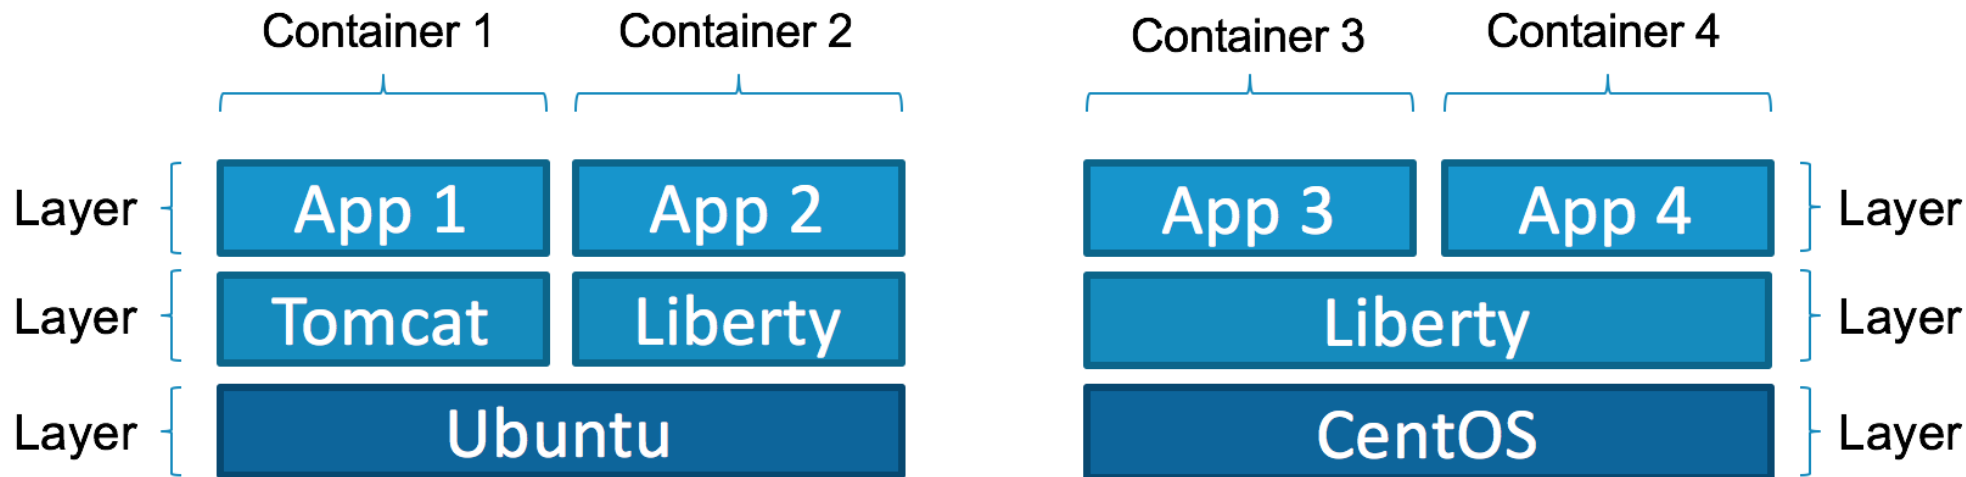 Container 1
Container 2
Container 3
Container 4
Layer
App 1
App 2
App 3
App 4
Layer
Layer
Tomcat
Liberty
Liberty
Layer
Layer
Ubuntu
CentOS
Layer